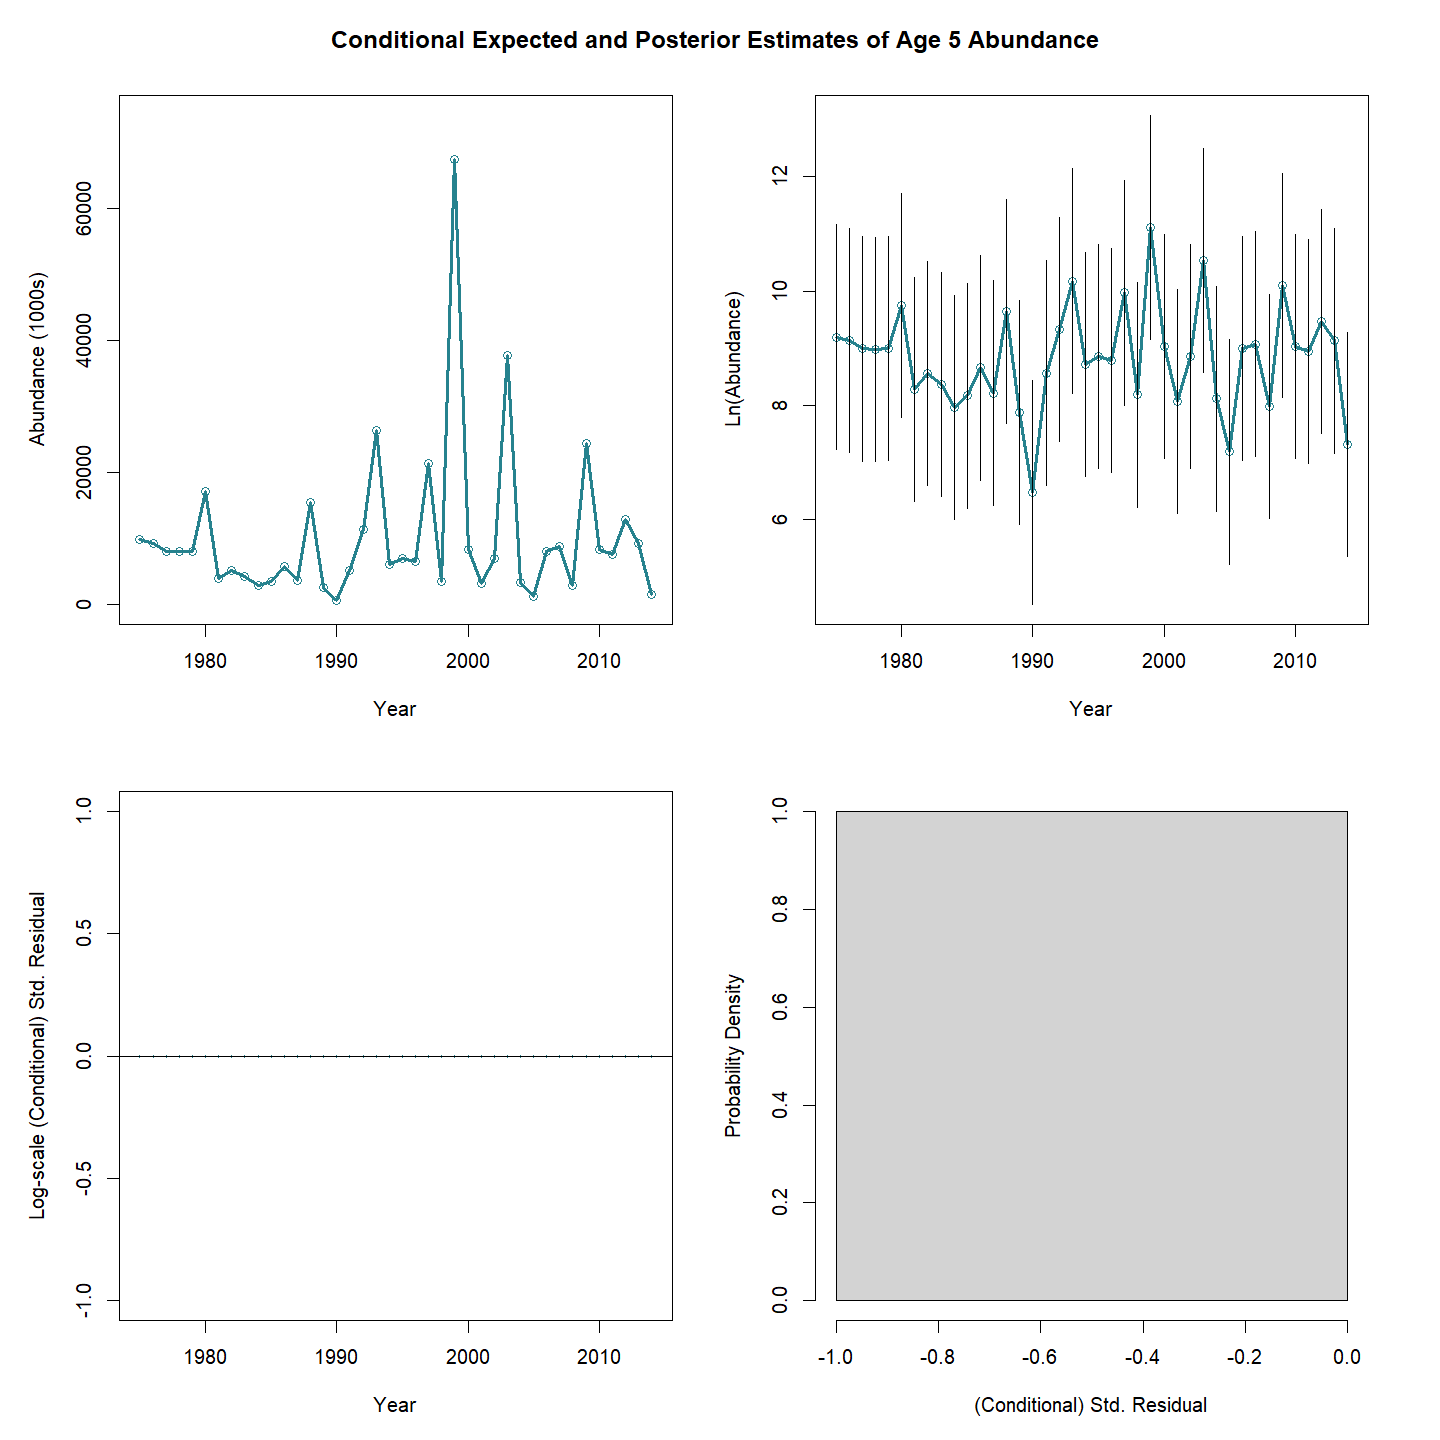 Conditional Expected and Posterior Estimates of Age 5 Abundance
Abundance (1000s)
60000
40000
20000
0
1980 1990 2000 2010
Year
Ln(Abundance)
12
10
8
6
1980 1990 2000 2010
Year
Log-scale (Conditional) Std. Residual
1.0
0.5
0.0
-0.5
-1.0
1980 1990 2000 2010
Year
Probability Density
1.0
0.8
0.6
0.4
0.2
0.0
-1.0 -0.8 -0.6 -0.4 -0.2 0.0
(Conditional) Std. Residual